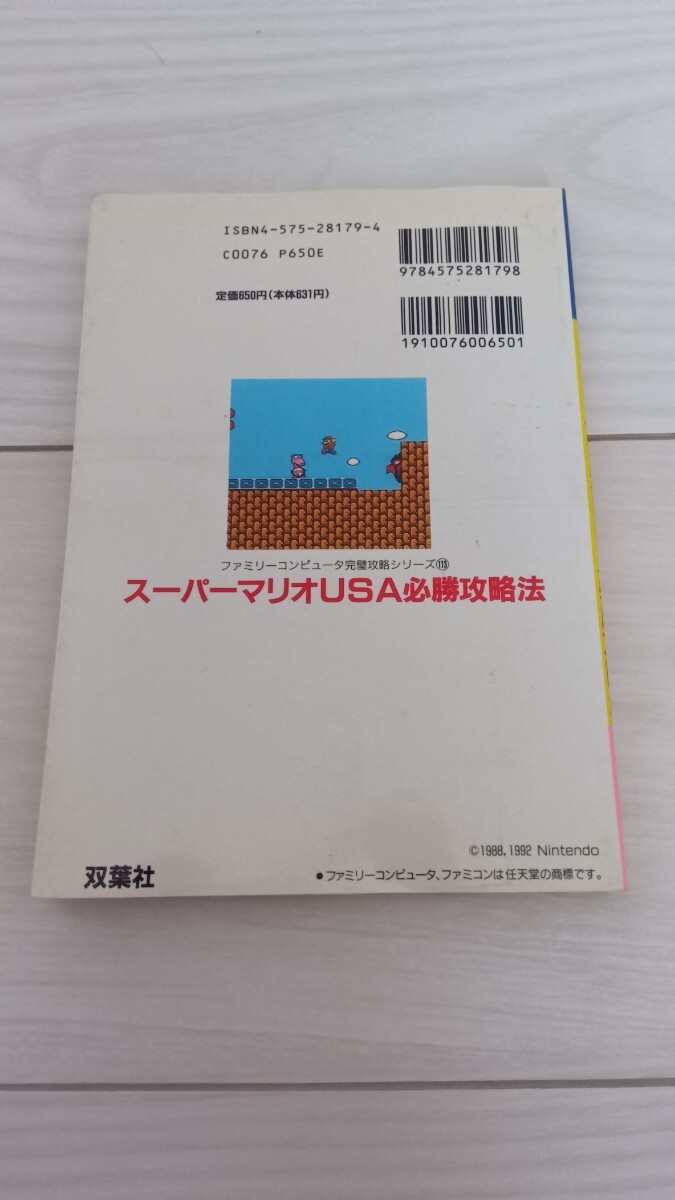 ISBN4-575-28179-4
C0076 P650E
9784575281798
定価650円(本体631円)
1910076006501
ファミリーコンピュータ完璧攻略シリーズ⑪⑬
スーパーマリオUSA必勝攻略法
©1988,1992 Nintendo
双葉社
●ファミリーコンピュータ、ファミコンは任天堂の商標です。